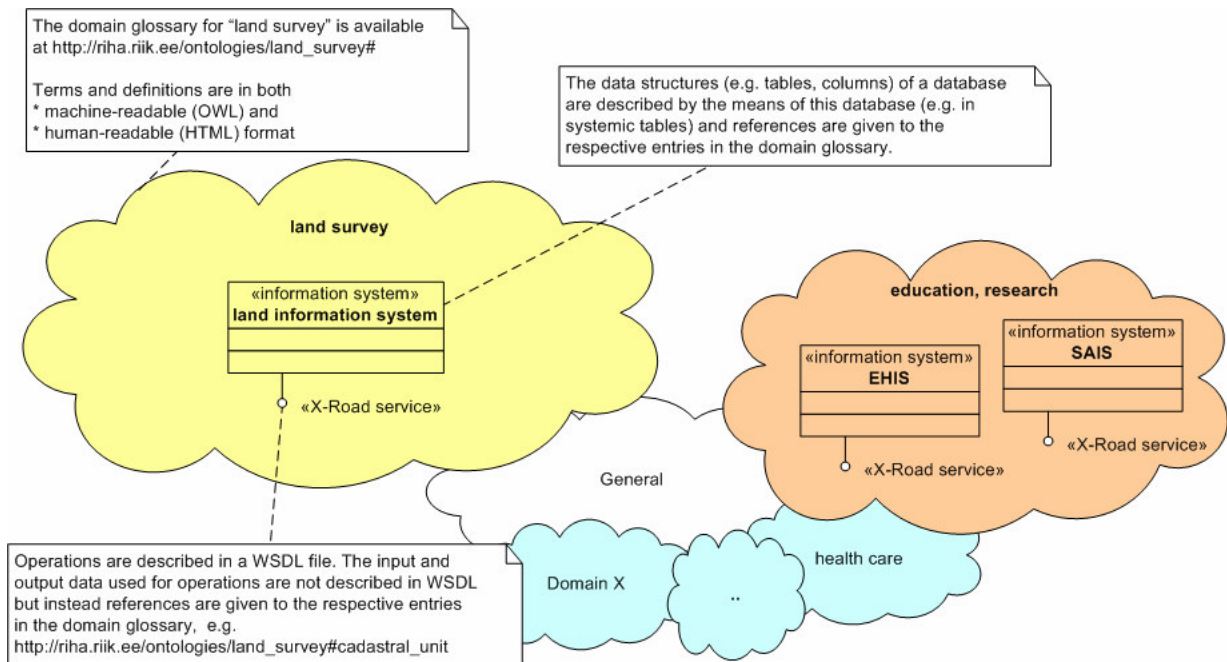 The domain glossary for “land survey” is available
at http://riha.riik.ee/ontologies/land_survey#
Terms and definitions are in both
* machine-readable (OWL) and
* human-readable (HTML) format
The data structures (e.g. tables, columns) of a database
are described by the means of this database (e.g. in
systemic tables) and references are given to the
respective entries in the domain glossary.
land survey
«information system»
land information system
«X-Road service»
education, research
«information system»
SAIS
«information system»
EHIS
«X-Road service»
«X-Road service»
General
health care
Domain X
..
Operations are described in a WSDL file. The input and
output data used for operations are not described in WSDL
but instead references are given to the respective entries
in the domain glossary, e.g.
http://riha.riik.ee/ontologies/land_survey#cadastral_unit